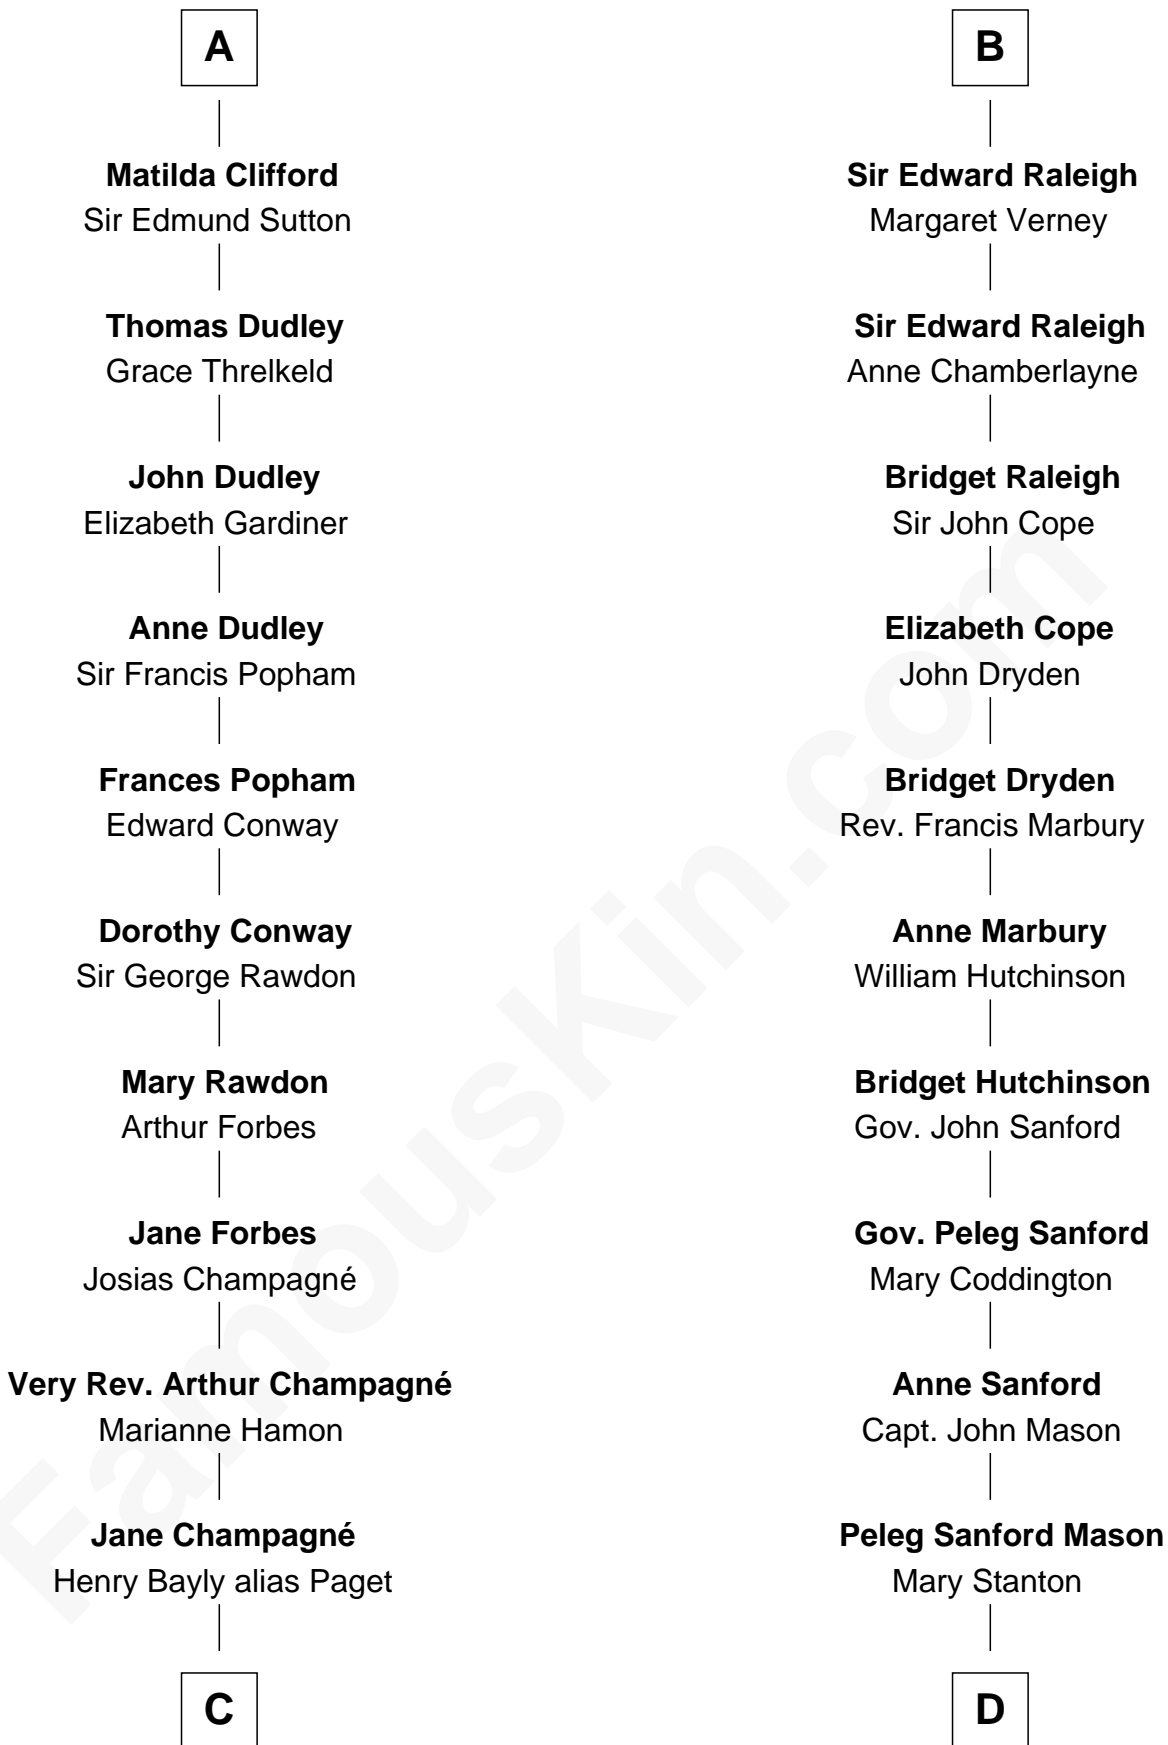 A
Matilda Clifford
Sir Edmund Sutton
Thomas Dudley
Grace Threlkeld
John Dudley
Elizabeth Gardiner
Anne Dudley
Sir Francis Popham
Frances Popham
Edward Conway
Dorothy Conway
Sir George Rawdon
Mary Rawdon
Arthur Forbes
Jane Forbes
Josias Champagné
Very Rev. Arthur Champagné
Marianne Hamon
Jane Champagné
Henry Bayly alias Paget
C
B
Sir Edward Raleigh
Margaret Verney
Sir Edward Raleigh
Anne Chamberlayne
Bridget Raleigh
Sir John Cope
Elizabeth Cope
John Dryden
Bridget Dryden
Rev. Francis Marbury
Anne Marbury
William Hutchinson
Bridget Hutchinson
Gov. John Sanford
Gov. Peleg Sanford
Mary Coddington
Anne Sanford
Capt. John Mason
Peleg Sanford Mason
Mary Stanton
D
FamousKin.com